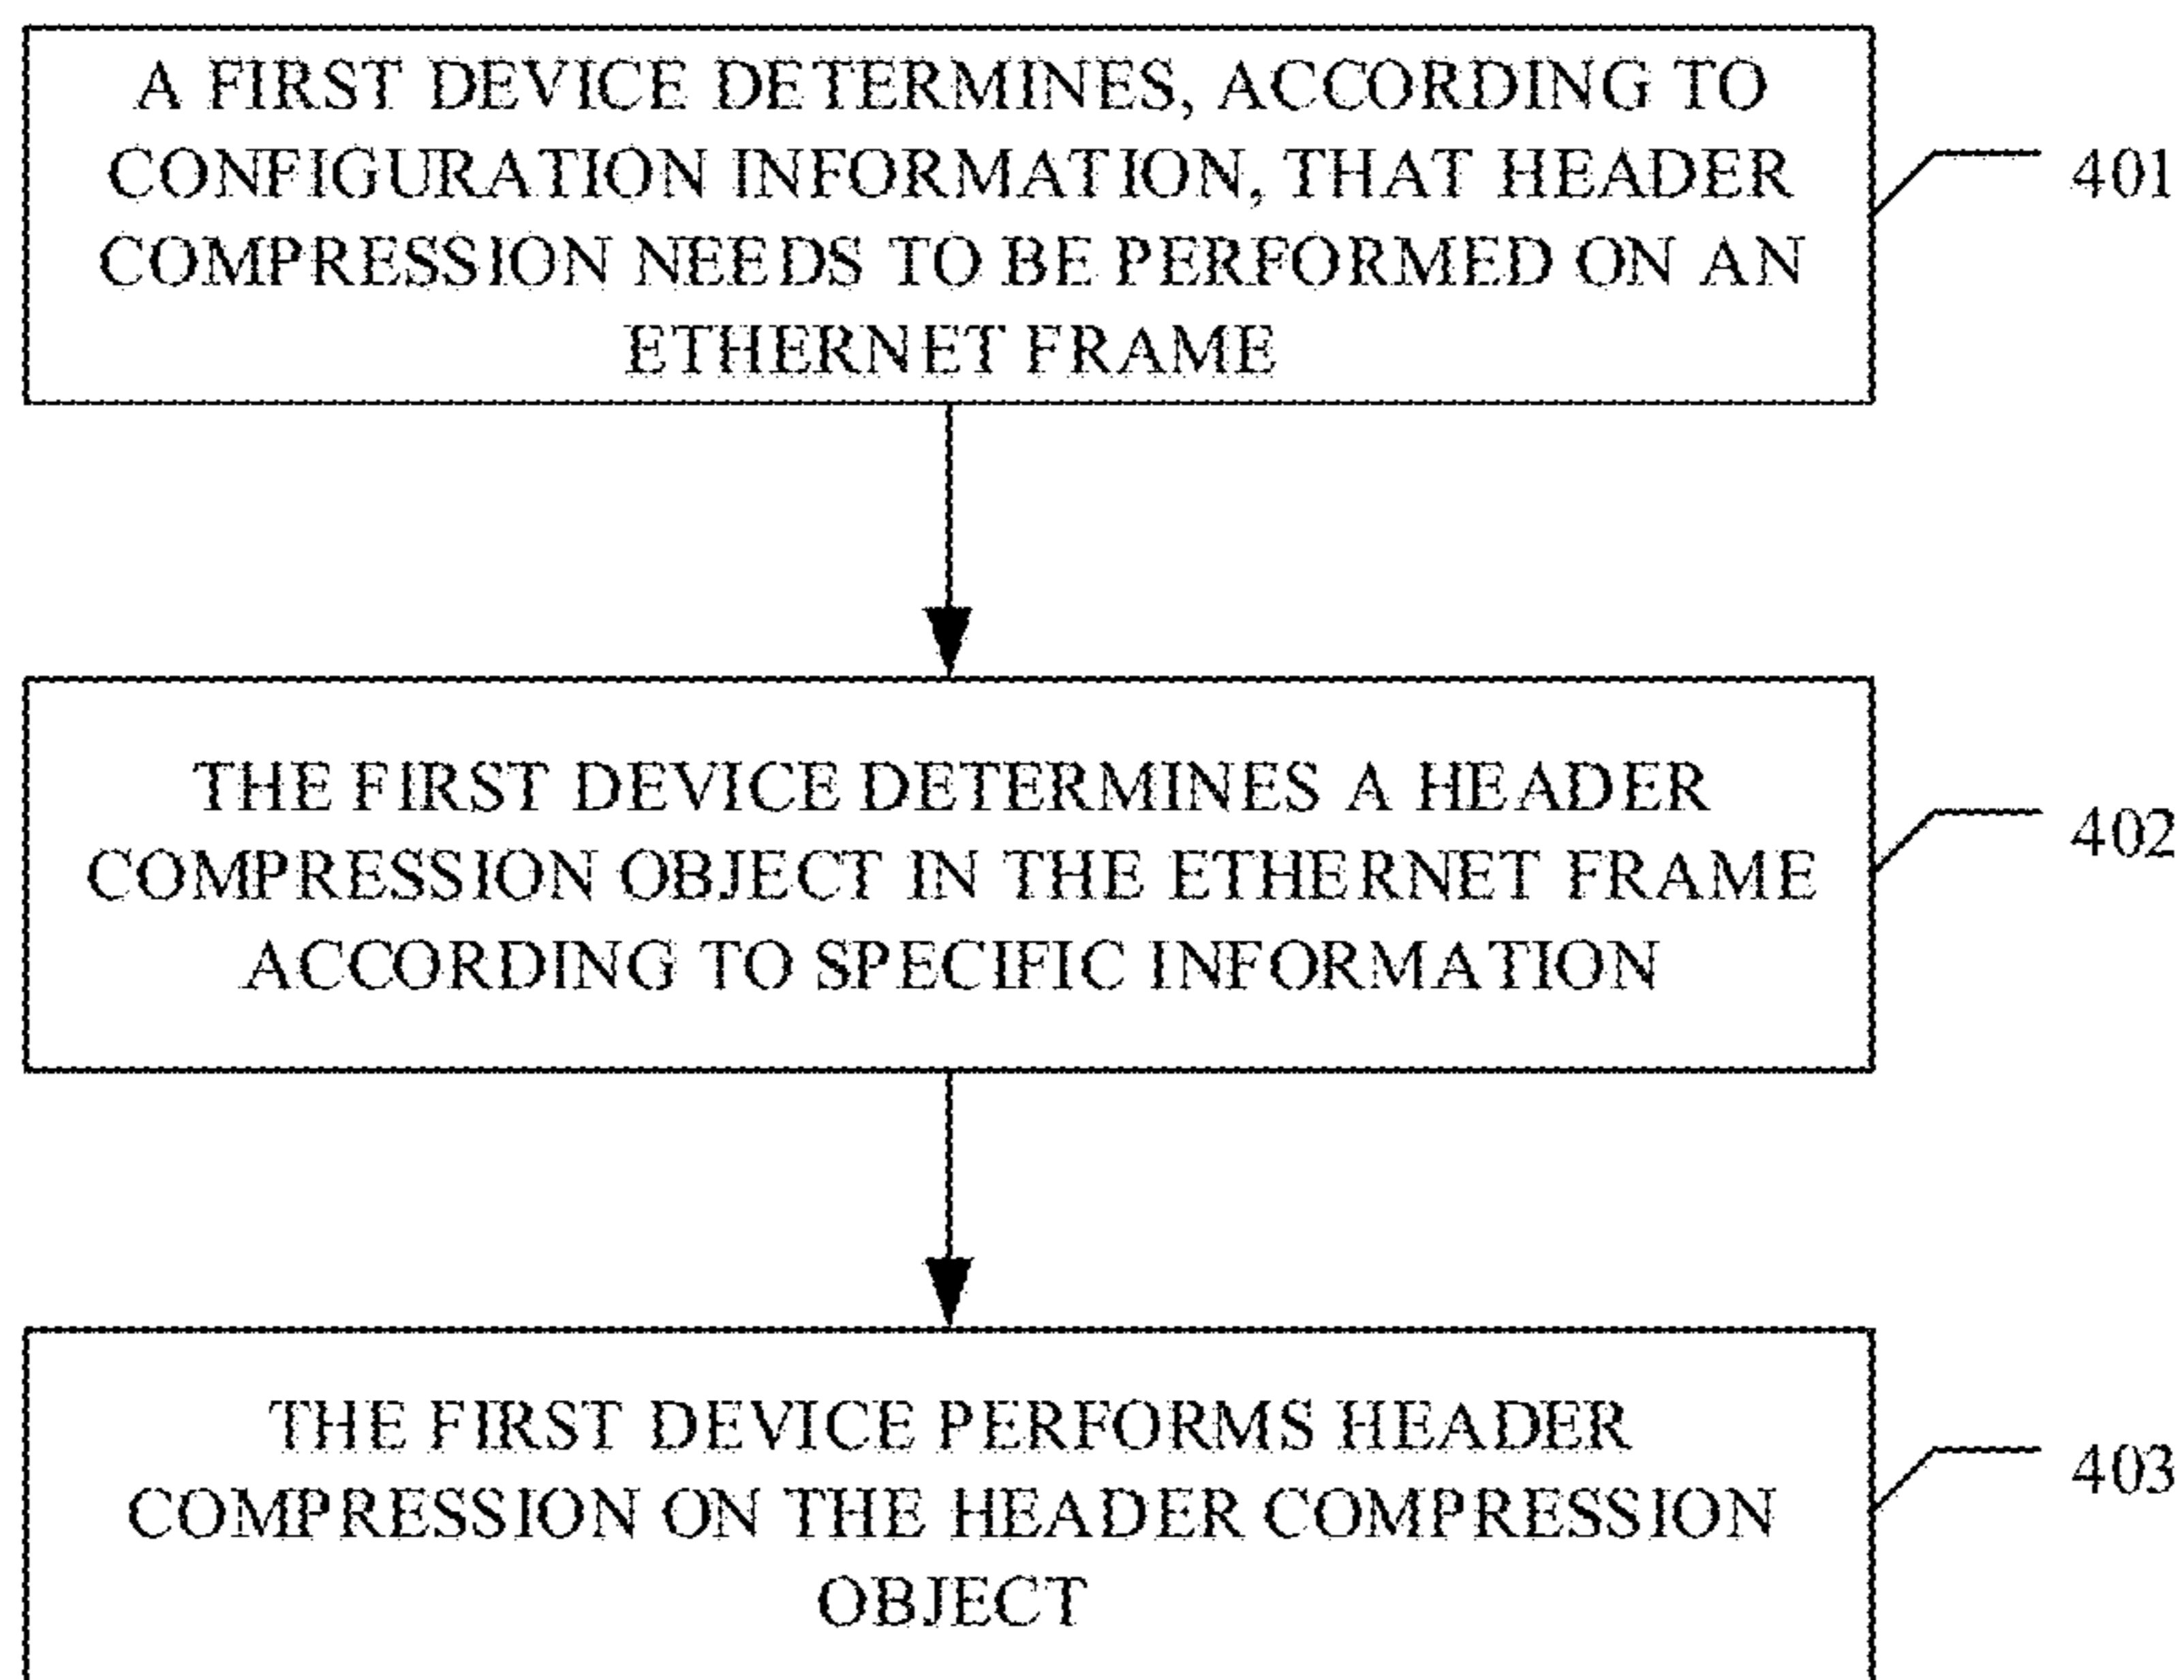 A FIRST DEVICE DETERMINES, ACCORDING TO
CONFIGURATION INFORMATION, THAT HEADER
COMPRESSION NEEDS TO BE PERFORMED ON AN
ETHERNET FRAME
401
THE FIRST DEVICE DETERMINES A HEADER
COMPRESSION OBJECT IN THE ETHERNET FRAME
ACCORDING TO SPECIFIC INFORMATION
402
THE FIRST DEVICE PERFORMS HEADER
COMPRESSION ON THE HEADER COMPRESSION
OBJECT
403